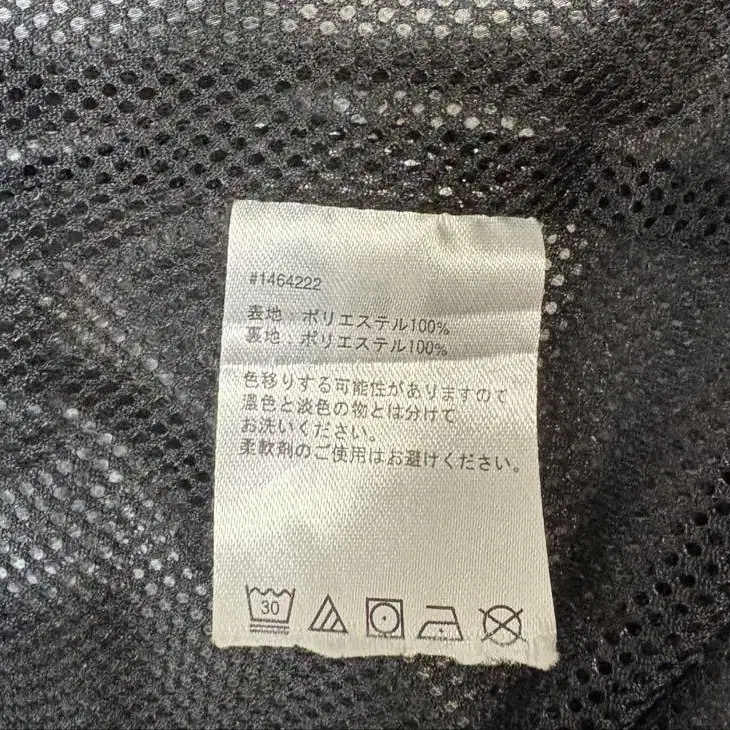 #1464222
表地：ポリエステル100%
裏地：ポリエステル100%
色移りする可能性がありますので
濃色と淡色の物とは分けて
お洗いください。
柔軟剤のご使用はお避けください。
30